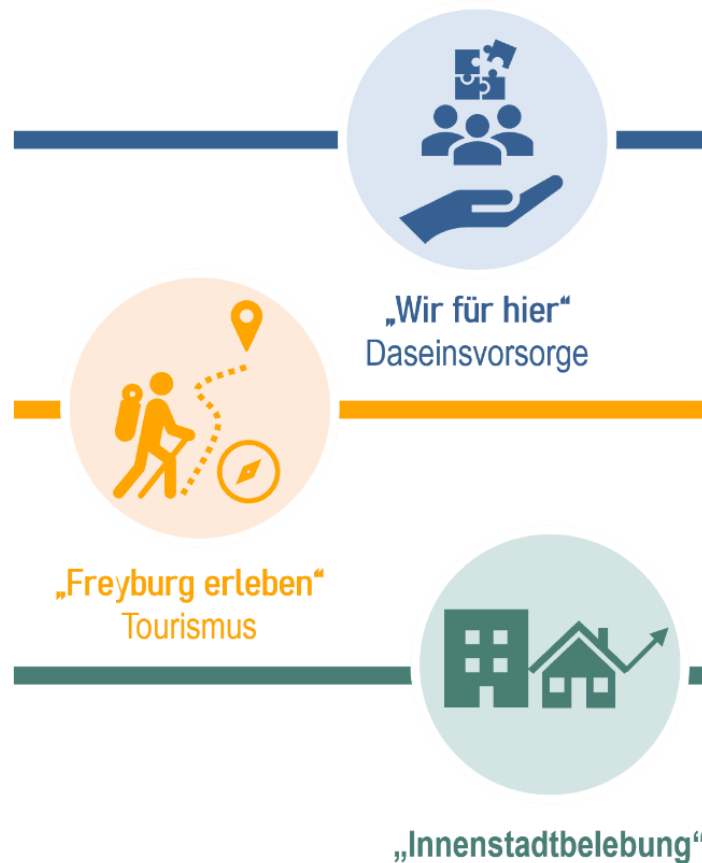 „Wir für hier“
Daseinsvorsorge
„Freyburg erleben“
Tourismus
„Innenstadtbelebung“